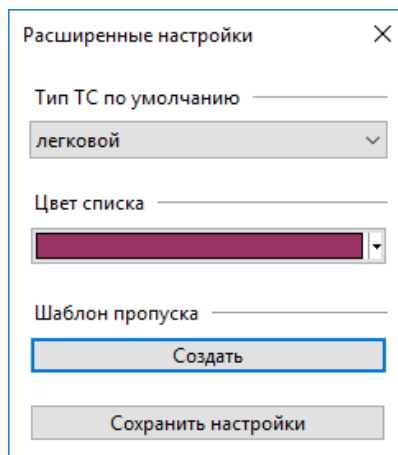 Расширенные настройки
Тип ТС по умолчанию
легковой
Цвет списка
Шаблон пропуска
Создать
Сохранить настройки